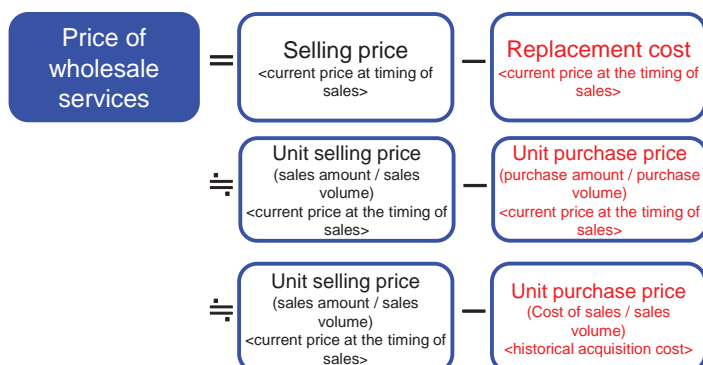 Price of
wholesale
services
=
Selling price
<current price at timing of
sales>
−
Replacement cost
<current price at the timing of
sales>
≒
Unit selling price
(sales amount / sales
volume)
<current price at the timing of
sales>
−
Unit purchase price
(purchase amount / purchase
volume)
<current price at the timing of
sales>
≒
Unit selling price
(sales amount / sales
volume)
<current price at the timing of
sales>
−
Unit purchase price
(Cost of sales / sales
volume)
<historical acquisition cost>